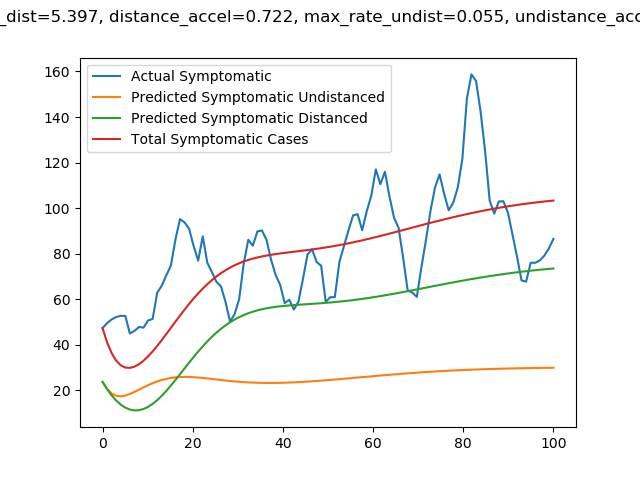 _dist=5.397, distance_accel=0.722, max_rate_undist=0.055, undistance_acc
Actual Symptomatic
Predicted Symptomatic Undistanced
Predicted Symptomatic Distanced
Total Symptomatic Cases
160
140
120
100
80
60
40
20
0 20 40 60 80 100